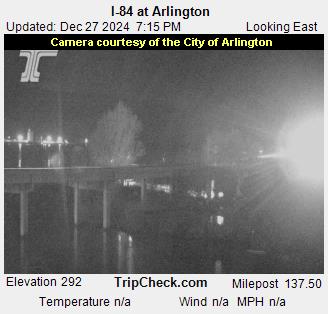 I-84 at Arlington
Updated: Dec 27 2024 7:15 PM Looking East
Camera courtesy of the City of Arlington
Elevation 292 TripCheck.com Milepost 137.50
Temperature n/a Wind n/a MPH n/a